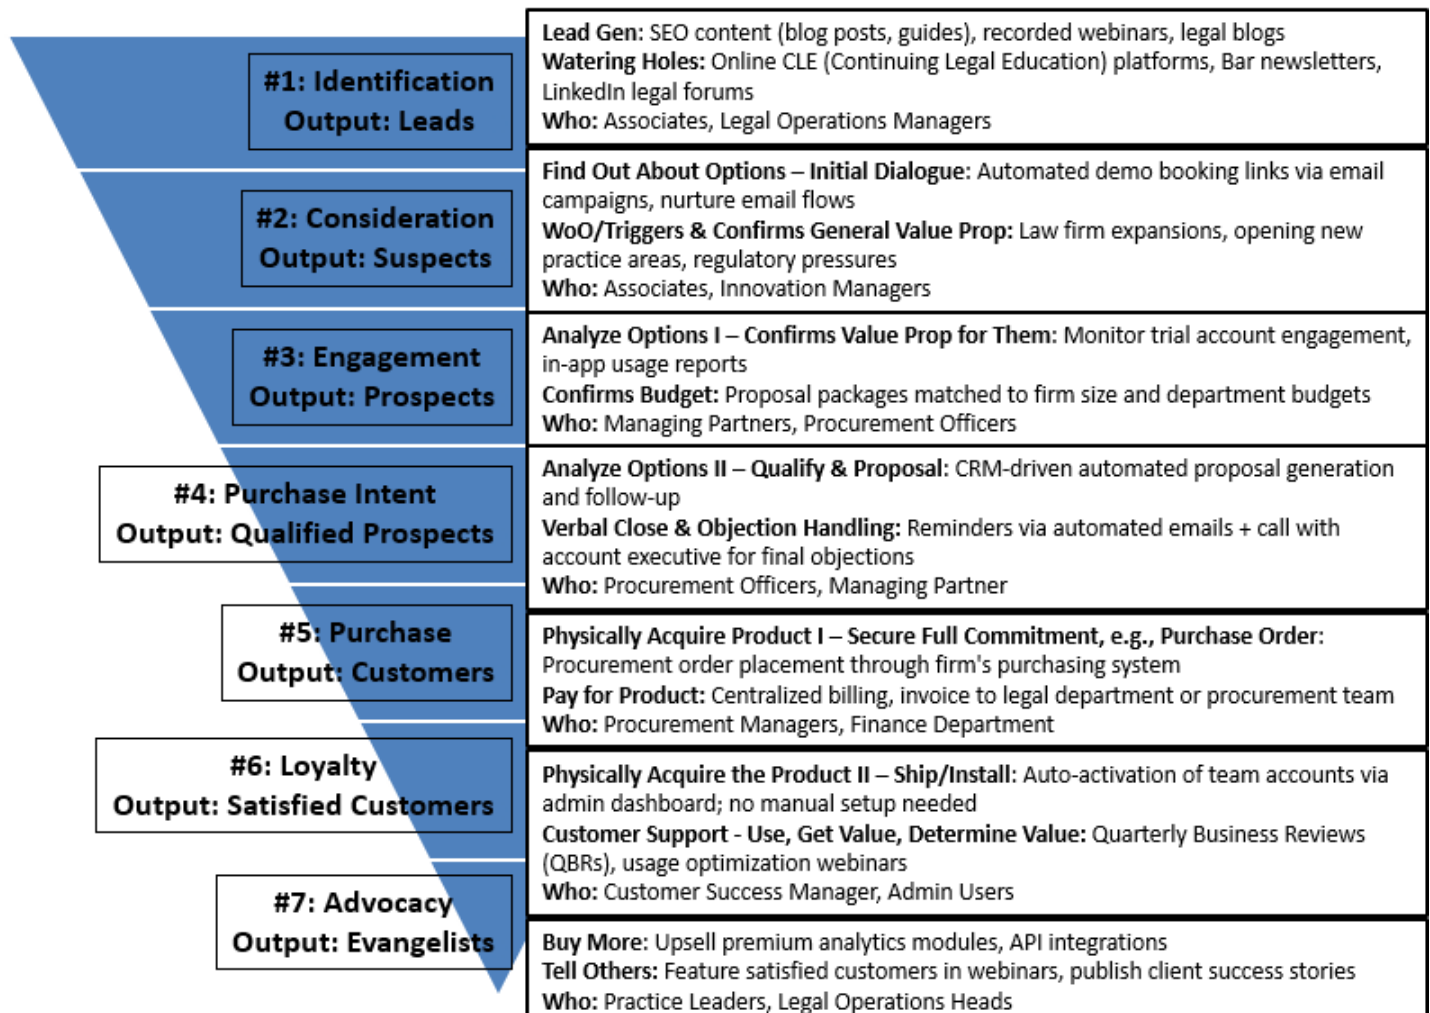 #1: Identification
Output: Leads
Lead Gen: SEO content (blog posts, guides), recorded webinars, legal blogs
Watering Holes: Online CLE (Continuing Legal Education) platforms, Bar newsletters,
LinkedIn legal forums
Who: Associates, Legal Operations Managers
#2: Consideration
Output: Suspects
Find Out About Options – Initial Dialogue: Automated demo booking links via email
campaigns, nurture email flows
WoO/Triggers & Confirms General Value Prop: Law firm expansions, opening new
practice areas, regulatory pressures
Who: Associates, Innovation Managers
#3: Engagement
Output: Prospects
Analyze Options I – Confirms Value Prop for Them: Monitor trial account engagement,
in-app usage reports
Confirms Budget: Proposal packages matched to firm size and department budgets
Who: Managing Partners, Procurement Officers
#4: Purchase Intent
Output: Qualified Prospects
Analyze Options II – Qualify & Proposal: CRM-driven automated proposal generation
and follow-up
Verbal Close & Objection Handling: Reminders via automated emails + call with
account executive for final objections
Who: Procurement Officers, Managing Partner
#5: Purchase
Output: Customers
Physically Acquire Product I – Secure Full Commitment, e.g., Purchase Order:
Procurement order placement through firm's purchasing system
Pay for Product: Centralized billing, invoice to legal department or procurement team
Who: Procurement Managers, Finance Department
#6: Loyalty
Output: Satisfied Customers
Physically Acquire the Product II – Ship/Install: Auto-activation of team accounts via
admin dashboard; no manual setup needed
Customer Support - Use, Get Value, Determine Value: Quarterly Business Reviews
(QBRs), usage optimization webinars
Who: Customer Success Manager, Admin Users
#7: Advocacy
Output: Evangelists
Buy More: Upsell premium analytics modules, API integrations
Tell Others: Feature satisfied customers in webinars, publish client success stories
Who: Practice Leaders, Legal Operations Heads